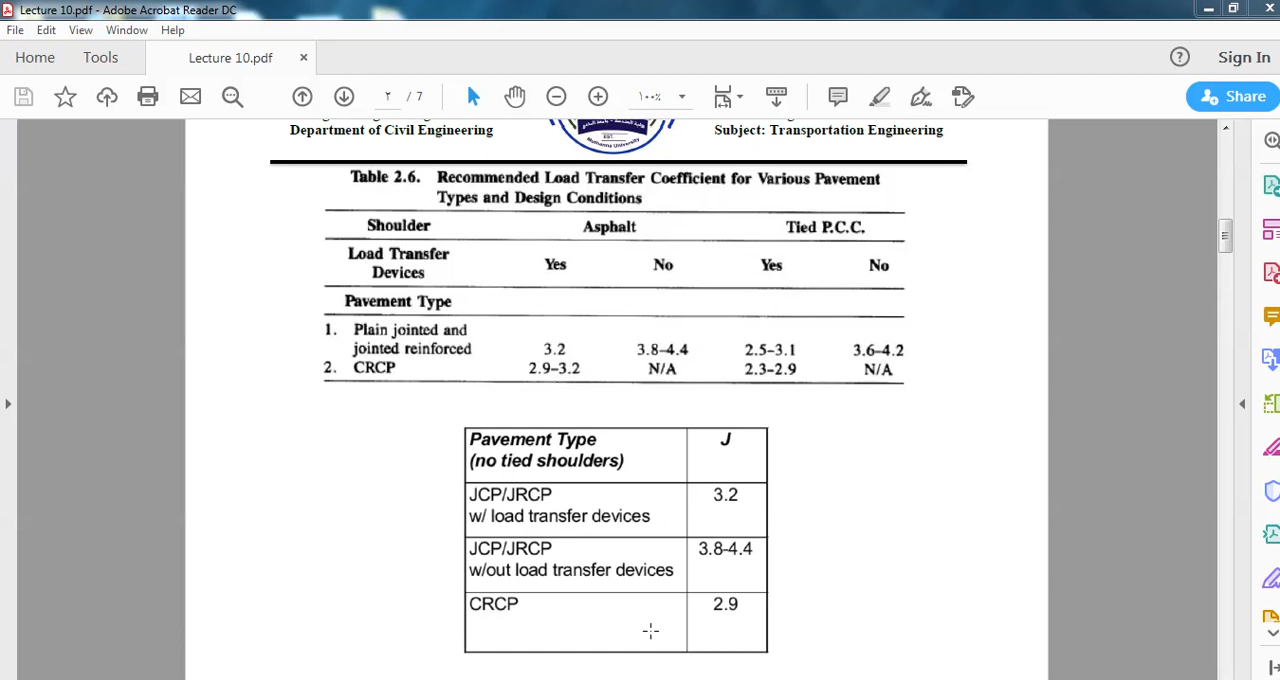 Lecture 10.pdf - Adobe Acrobat Reader DC
File Edit View Window Help
Home Tools Lecture 10.pdf × Sign In
٢ / 7 ١٠٠% Share
Department of Civil Engineering Subject: Transportation Engineering
Muthanna University
Table 2.6. Recommended Load Transfer Coefficient for Various Pavement
Types and Design Conditions
Shoulder Asphalt Tied P.C.C.
Load Transfer
Devices Yes No Yes No
Pavement Type
1. Plain jointed and
jointed reinforced 3.2 3.8–4.4 2.5–3.1 3.6–4.2
2. CRCP 2.9–3.2 N/A 2.3–2.9 N/A
Pavement Type J
(no tied shoulders)
JCP/JRCP 3.2
w/ load transfer devices
JCP/JRCP 3.8-4.4
w/out load transfer devices
CRCP 2.9